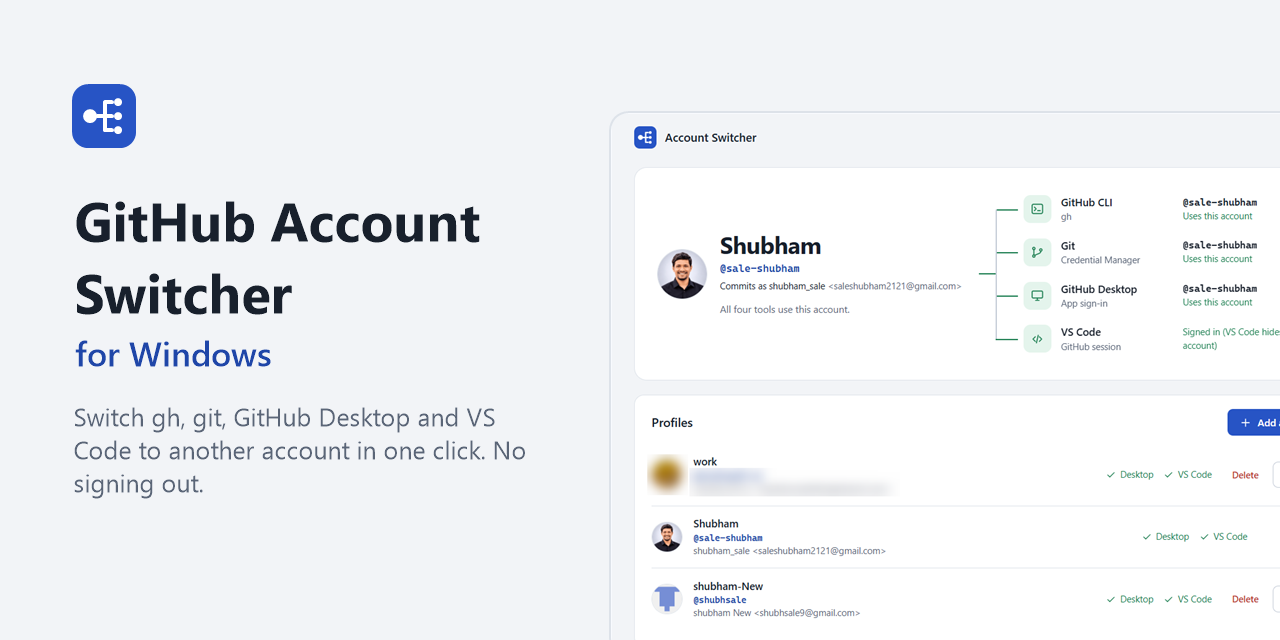 GitHub Account
Switcher
for Windows
Switch gh, git, GitHub Desktop and VS
Code to another account in one click. No
signing out.
Account Switcher
Shubham
@sale-shubham
Commits as shubham_sale <saleshubham2121@gmail.com>
All four tools use this account.
GitHub CLI
gh
@sale-shubham
Uses this account
Git
Credential Manager
@sale-shubham
Uses this account
GitHub Desktop
App sign-in
@sale-shubham
Uses this account
VS Code
GitHub session
Signed in (VS Code hide
account)
Profiles
Add
work
Desktop
VS Code
Delete
Shubham
@sale-shubham
shubham_sale <saleshubham2121@gmail.com>
Desktop
VS Code
shubham-New
@shubhsale
shubham New <shubhsale9@gmail.com>
Desktop
VS Code
Delete